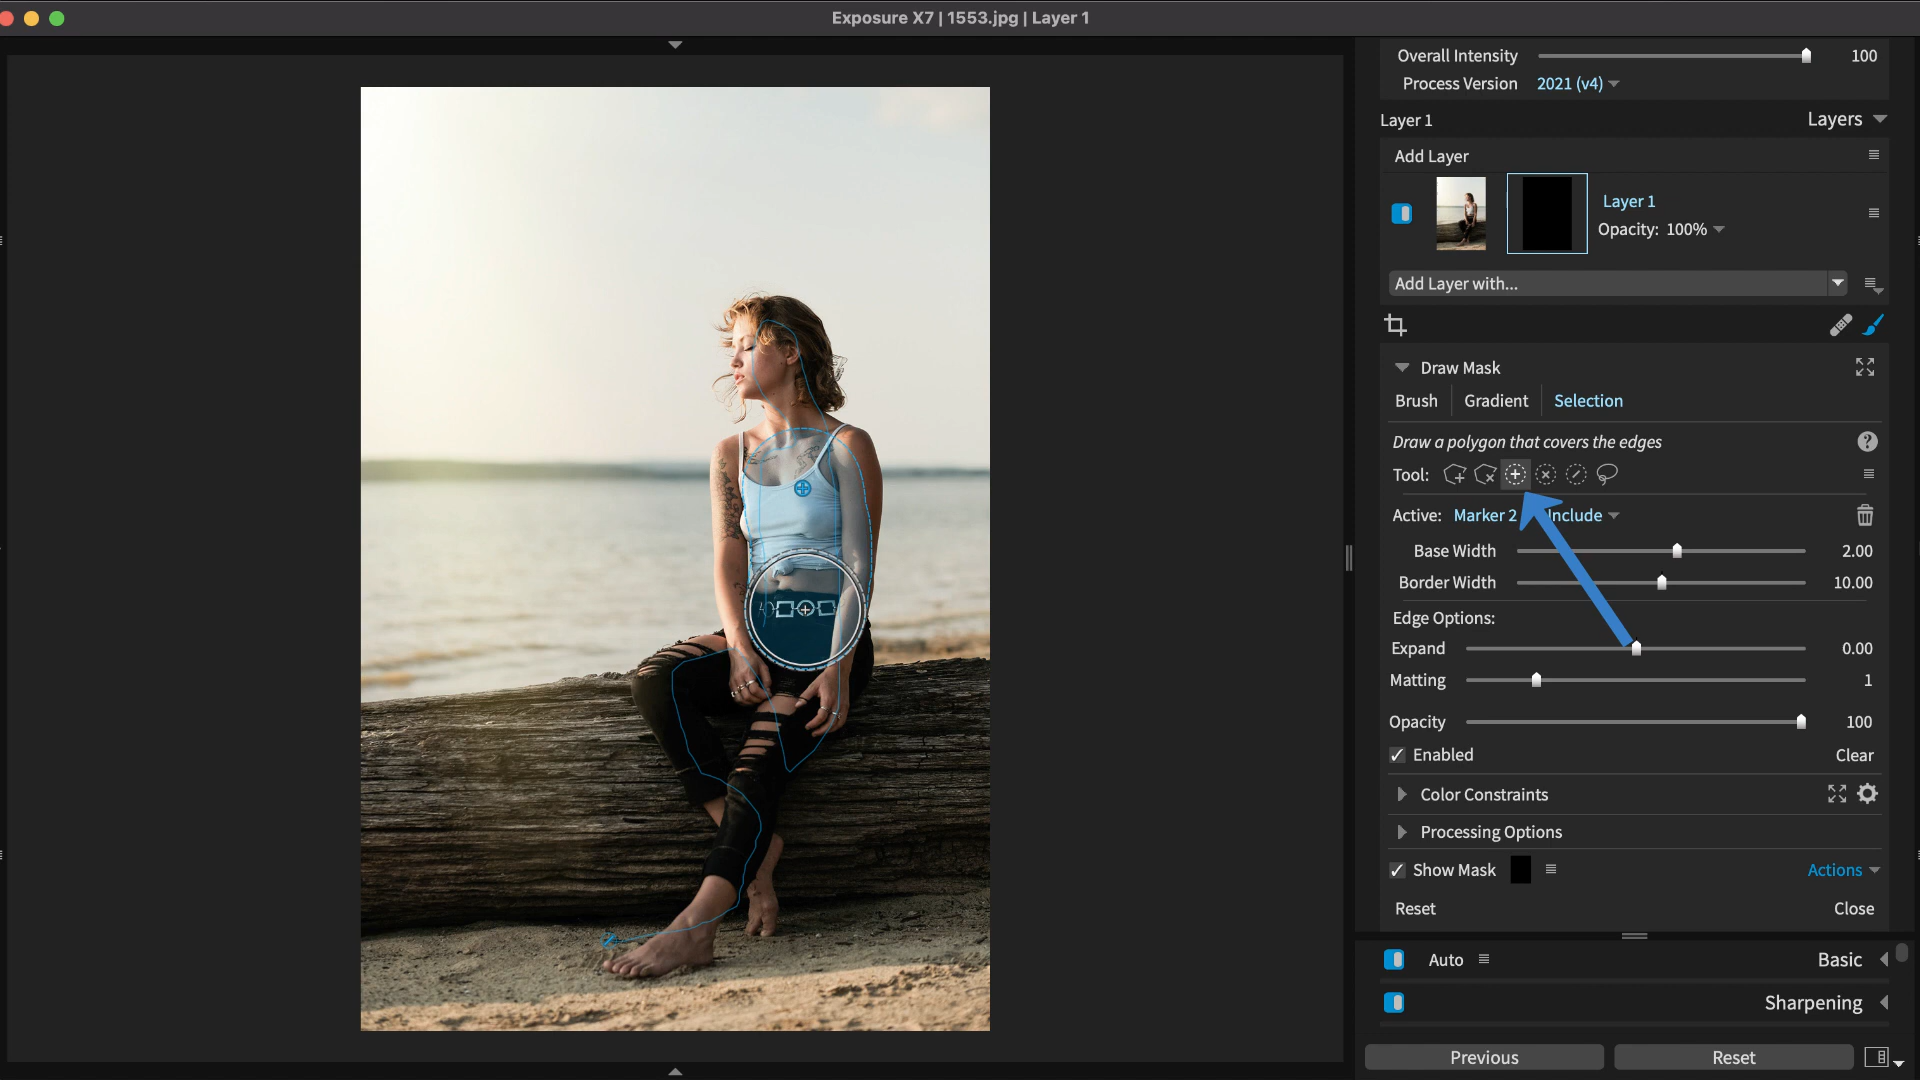 Exposure X7 | 1553.jpg | Layer 1
Overall Intensity 100
Process Version 2021 (v4)
Layer 1 Layers
Add Layer
Layer 1
Opacity: 100%
Add Layer with...
Draw Mask
Brush Gradient Selection
Draw a polygon that covers the edges
Tool:
Active: Marker 2 Include
Base Width 2.00
Border Width 10.00
Edge Options:
Expand 0.00
Matting 1
Opacity 100
Enabled Clear
Color Constraints
Processing Options
Show Mask Actions
Reset Close
Auto Basic
Sharpening
Previous Reset